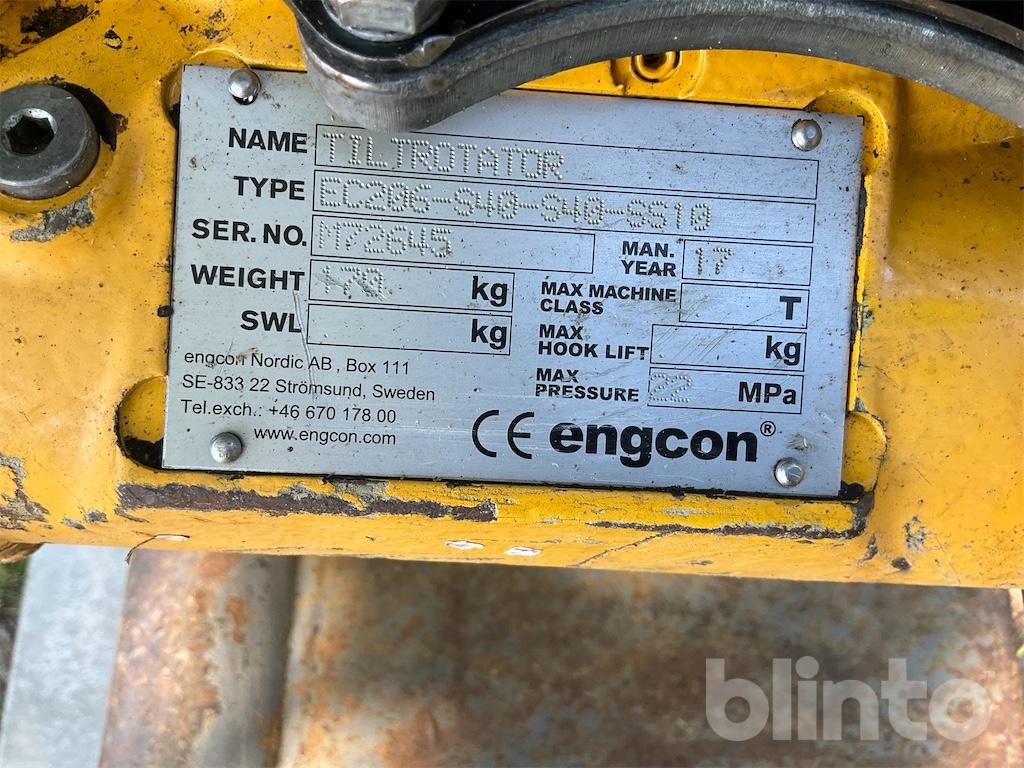 NAME TILTROTATOR
TYPE EC206-S40-S40-SS10
SER. NO. M72645 MAN. YEAR 17
WEIGHT kg MAX MACHINE CLASS T
SWL kg MAX HOOK LIFT kg
MAX PRESSURE 22 MPa
engcon Nordic AB , Box 111
SE-833 22 Strömsund, Sweden
Tel.exch.: +46 670 178 00
www.engcon.com
CE engcon®
blinto